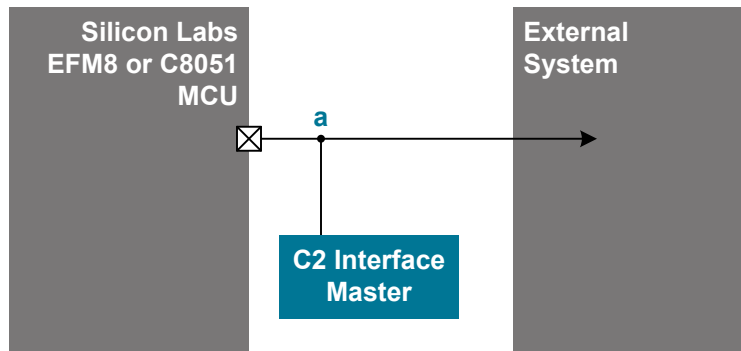 Silicon Labs
EFM8 or C8051
MCU
External
System
a
C2 Interface
Master